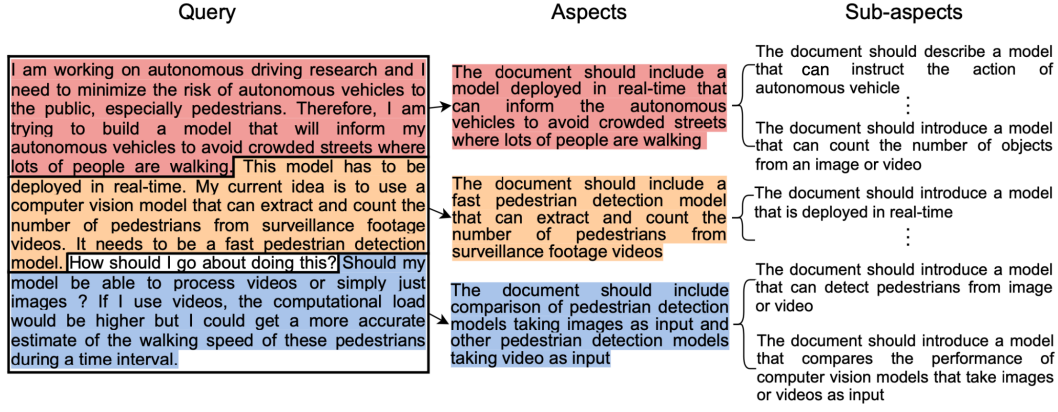 Query
I am working on autonomous driving research and I
need to minimize the risk of autonomous vehicles to
the public, especially pedestrians. Therefore, I am
trying to build a model that will inform my
autonomous vehicles to avoid crowded streets where
lots of people are walking. This model has to be
deployed in real-time. My current idea is to use a
computer vision model that can extract and count the
number of pedestrians from surveillance footage
videos. It needs to be a fast pedestrian detection
model. How should I go about doing this? Should my
model be able to process videos or simply just
images ? If I use videos, the computational load
would be higher but I could get a more accurate
estimate of the walking speed of these pedestrians
during a time interval.
Aspects
The document should include a
model deployed in real-time that
can inform the autonomous
vehicles to avoid crowded streets
where lots of people are walking
The document should include a
fast pedestrian detection model
that can extract and count the
number of pedestrians from
surveillance footage videos
The document should include
comparison of pedestrian detection
models taking images as input and
other pedestrian detection models
taking video as input
Sub-aspects
The document should describe a model
that can instruct the action of
autonomous vehicle
The document should introduce a model
that can count the number of objects
from an image or video
The document should introduce a model
that is deployed in real-time
The document should introduce a model
that can detect pedestrians from image
or video
The document should introduce a model
that compares the performance of
computer vision models that take images
or videos as input